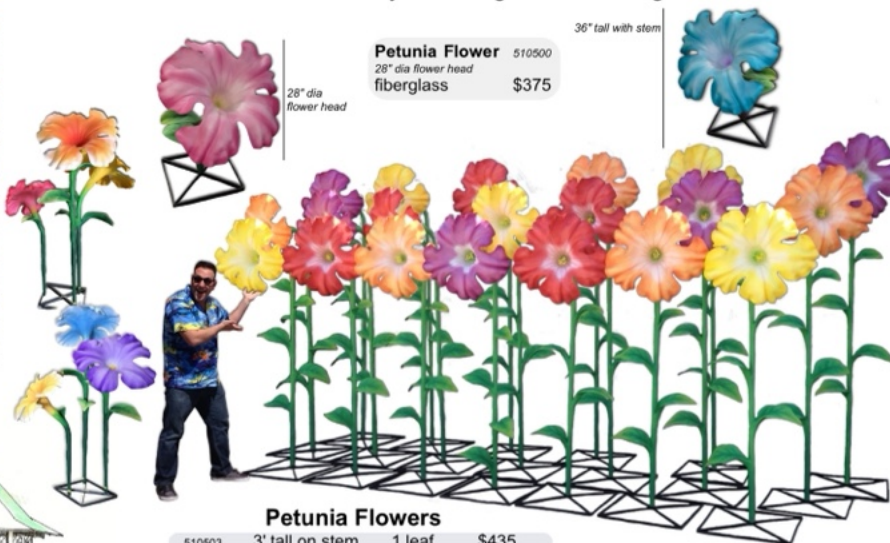 36" tall with stem
Petunia Flower 510500
28" dia flower head
fiberglass $375
28" dia
flower head
Petunia Flowers
510503 3' tall on stem 1 leaf $435